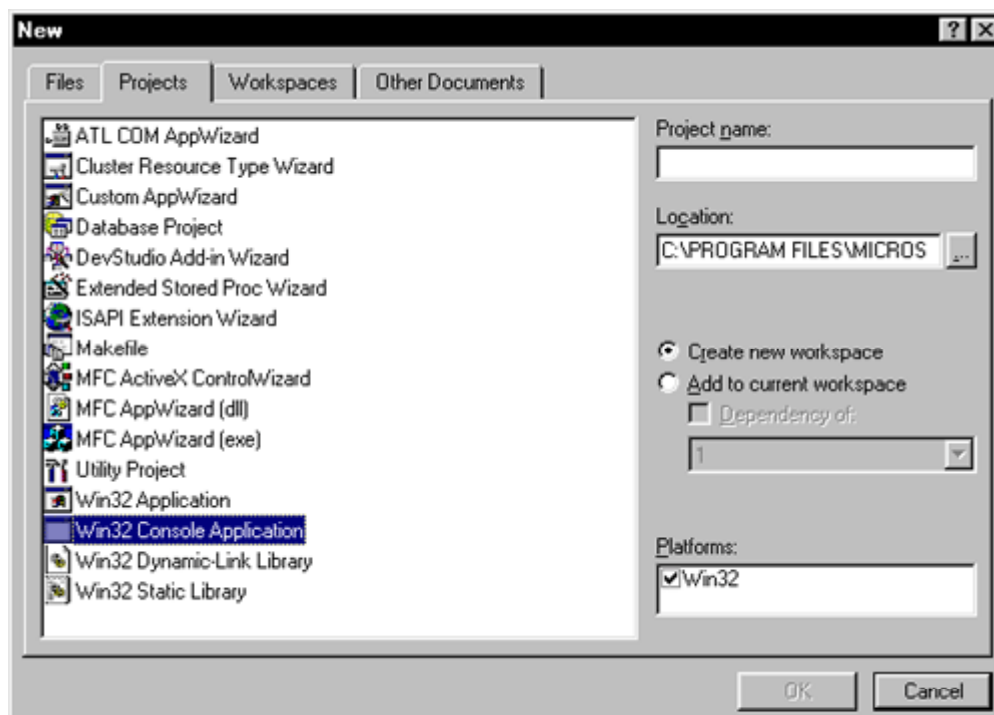 New
Files Projects Workspaces Other Documents
ATL COM AppWizard
Cluster Resource Type Wizard
Custom AppWizard
Database Project
DevStudio Add-in Wizard
Extended Stored Proc Wizard
ISAPI Extension Wizard
Makefile
MFC ActiveX ControlWizard
MFC AppWizard (dll)
MFC AppWizard (exe)
Utility Project
Win32 Application
Win32 Console Application
Win32 Dynamic-Link Library
Win32 Static Library
Project name:
Location:
C:\PROGRAM FILES\MICROS ...
Create new workspace
Add to current workspace
Dependency of:
1
Platforms:
Win32
OK Cancel